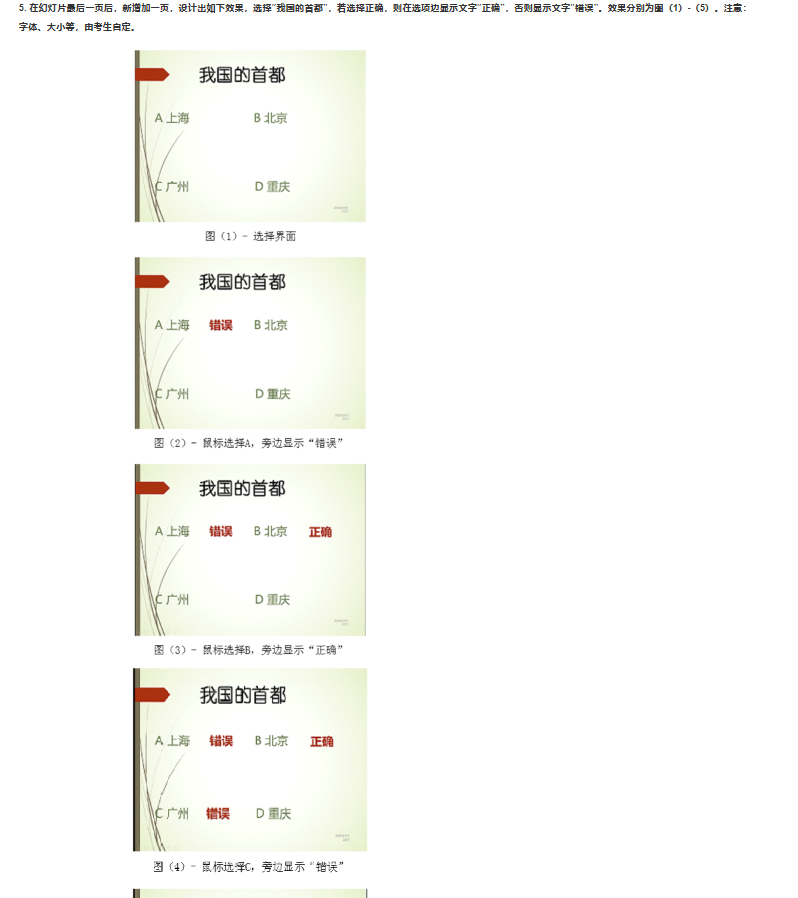 5. 在幻灯片最后一页后，新增加一页，设计出如下效果，选择"我国的首都"，若选择正确，则在选项边显示文字"正确"，否则显示文字"错误"。效果分别为图（1）-（5）。注意：
字体、大小等，由考生自定。
我国的首都
A 上海 B 北京
C 广州 D 重庆
图（1）- 选择界面
我国的首都
A 上海 错误 B 北京
C 广州 D 重庆
图（2）- 鼠标选择A，旁边显示“错误”
我国的首都
A 上海 错误 B 北京 正确
C 广州 D 重庆
图（3）- 鼠标选择B，旁边显示“正确”
我国的首都
A 上海 错误 B 北京 正确
C 广州 错误 D 重庆
图（4）- 鼠标选择C，旁边显示“错误”